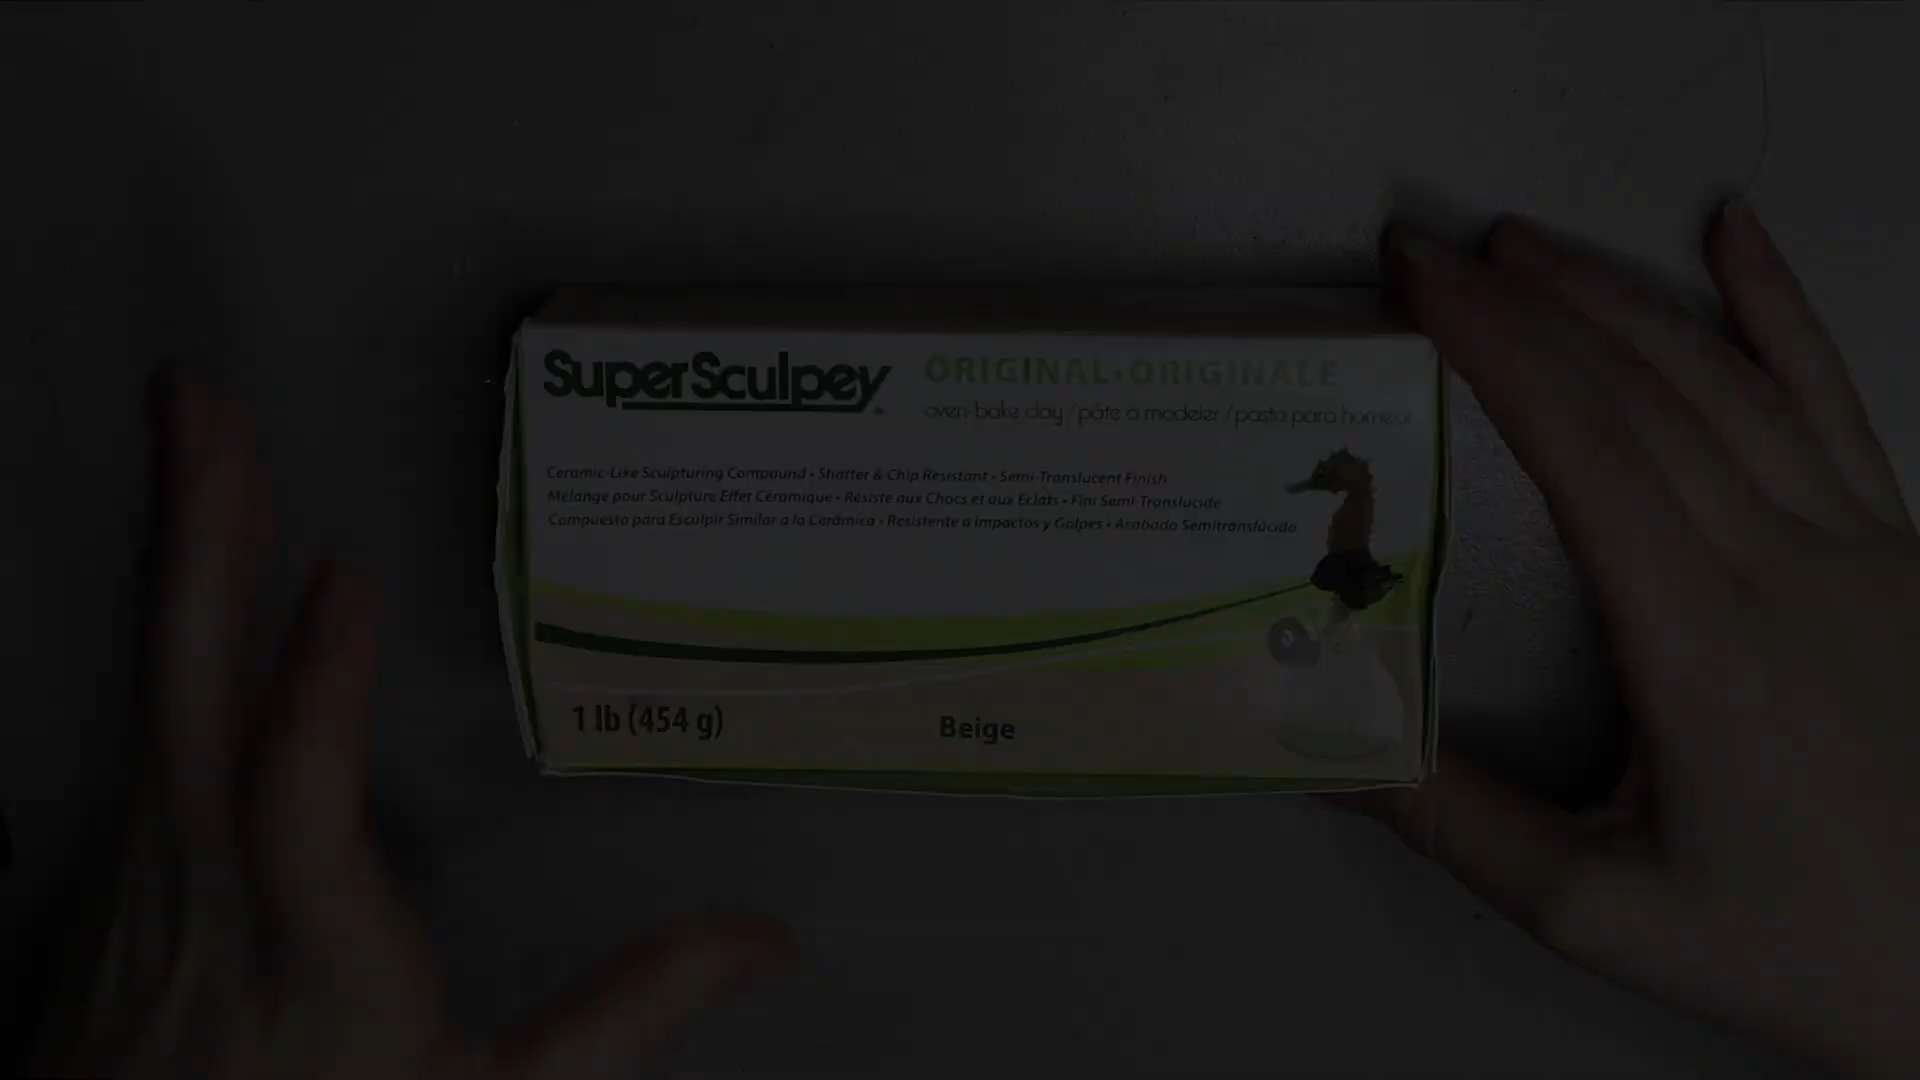 SuperSculpey
ORIGINAL • ORIGINALE
oven-bake clay / pâte à modeler / pasta para hornear
Ceramic-Like Sculpturing Compound • Shatter & Chip Resistant • Semi-Translucent Finish
Mélange pour Sculpture Effet Céramique • Résiste aux Chocs et aux Eclats • Fini Semi-Translucide
Compuesto para Esculpir Similar a la Cerámica • Resistente a Impactos y Golpes • Acabado Semitranslúcido
1 lb (454 g)
Beige